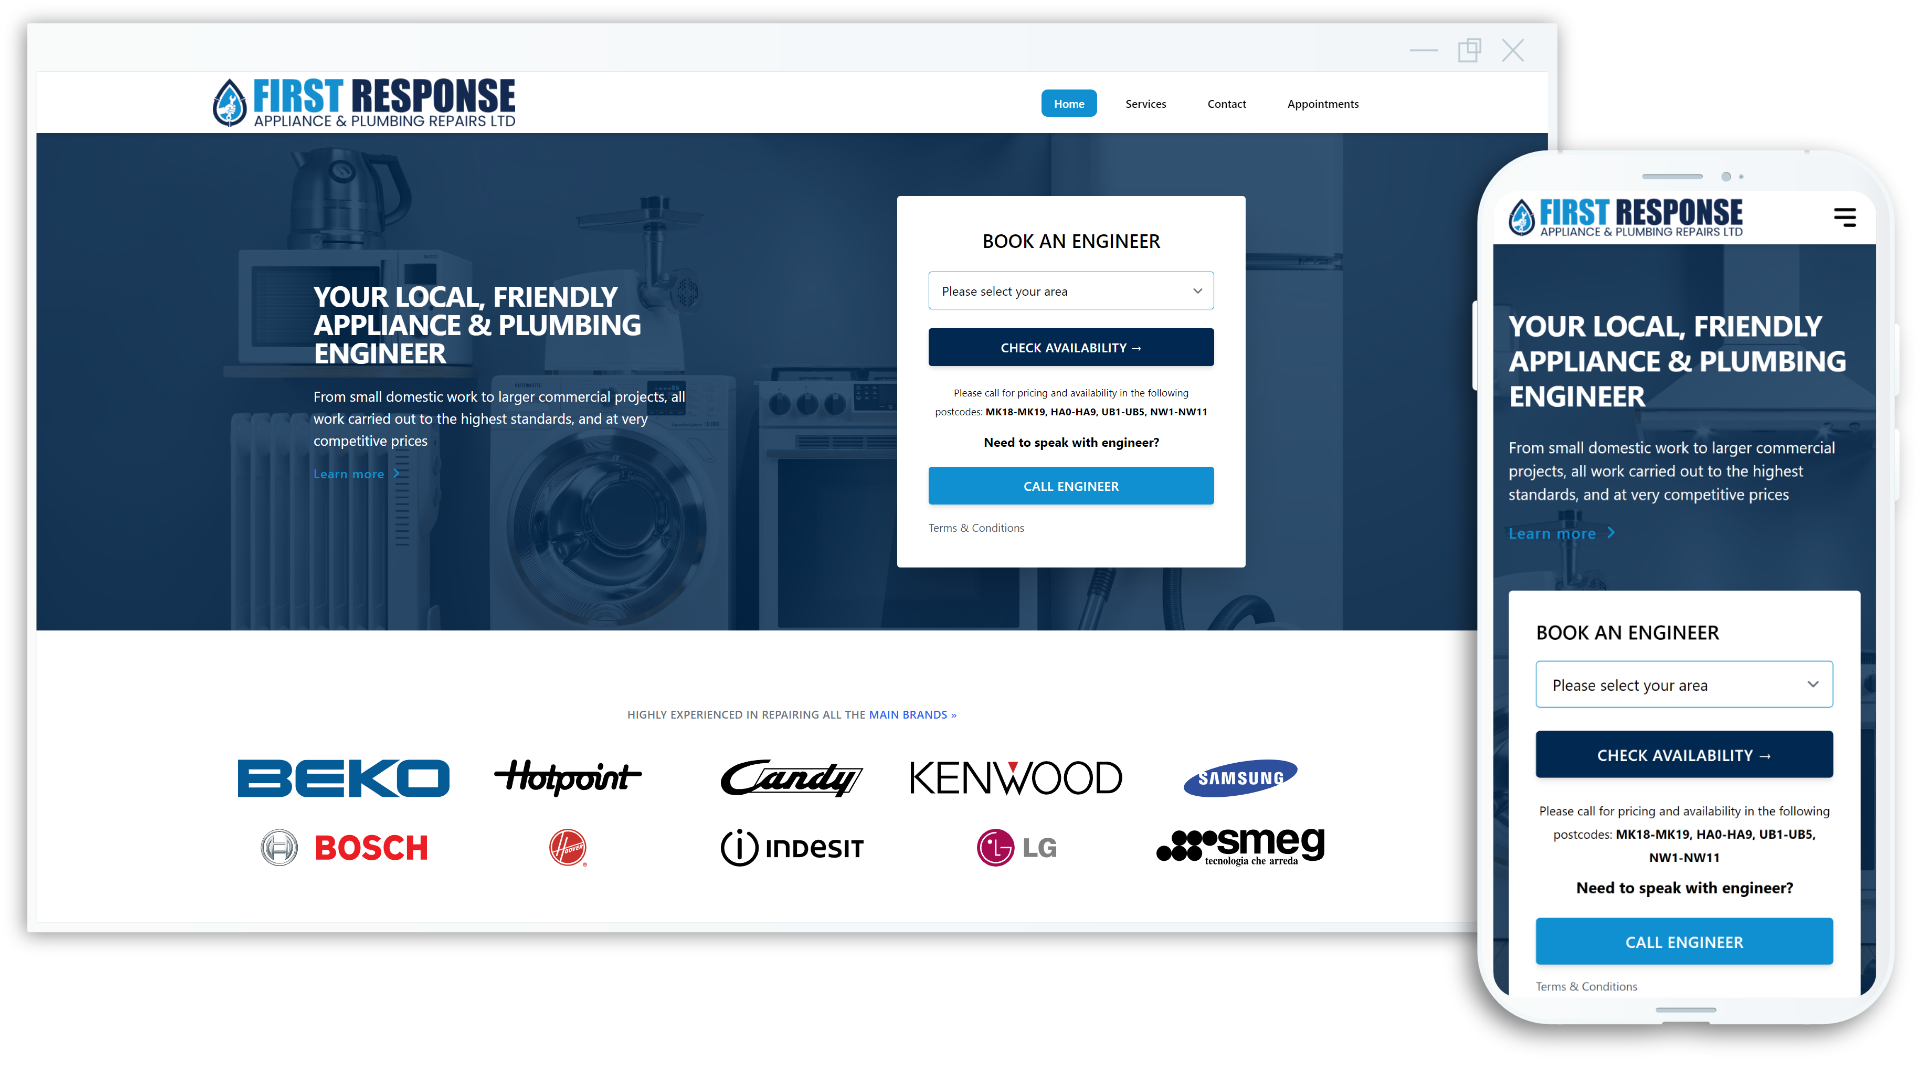 FIRST RESPONSE
APPLIANCE & PLUMBING REPAIRS LTD
Home
Services
Contact
Appointments
YOUR LOCAL, FRIENDLY
APPLIANCE & PLUMBING
ENGINEER
From small domestic work to larger commercial projects, all
work carried out to the highest standards, and at very
competitive prices
Learn more
BOOK AN ENGINEER
Please select your area
CHECK AVAILABILITY →
Please call for pricing and availability in the following
postcodes: MK18-MK19, HA0-HA9, UB1-UB5, NW1-NW11
Need to speak with engineer?
CALL ENGINEER
Terms & Conditions
HIGHLY EXPERIENCED IN REPAIRING ALL THE MAIN BRANDS »
BEKO
Hotpoint
Candy
KENWOOD
SAMSUNG
BOSCH
Hoover
indesit
LG
smeg
tecnologia che arreda
FIRST RESPONSE
APPLIANCE & PLUMBING REPAIRS LTD
YOUR LOCAL, FRIENDLY
APPLIANCE & PLUMBING
ENGINEER
From small domestic work to larger commercial
projects, all work carried out to the highest
standards, and at very competitive prices
Learn more
BOOK AN ENGINEER
Please select your area
CHECK AVAILABILITY →
Please call for pricing and availability in the following
postcodes: MK18-MK19, HA0-HA9, UB1-UB5,
NW1-NW11
Need to speak with engineer?
CALL ENGINEER
Terms & Conditions